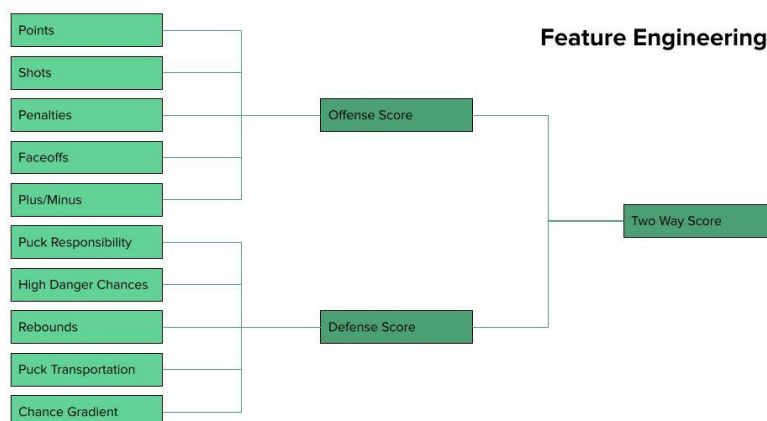 Feature Engineering
Points
Shots
Penalties
Faceoffs
Plus/Minus
Puck Responsibility
High Danger Chances
Rebounds
Puck Transportation
Chance Gradient
Offense Score
Defense Score
Two Way Score